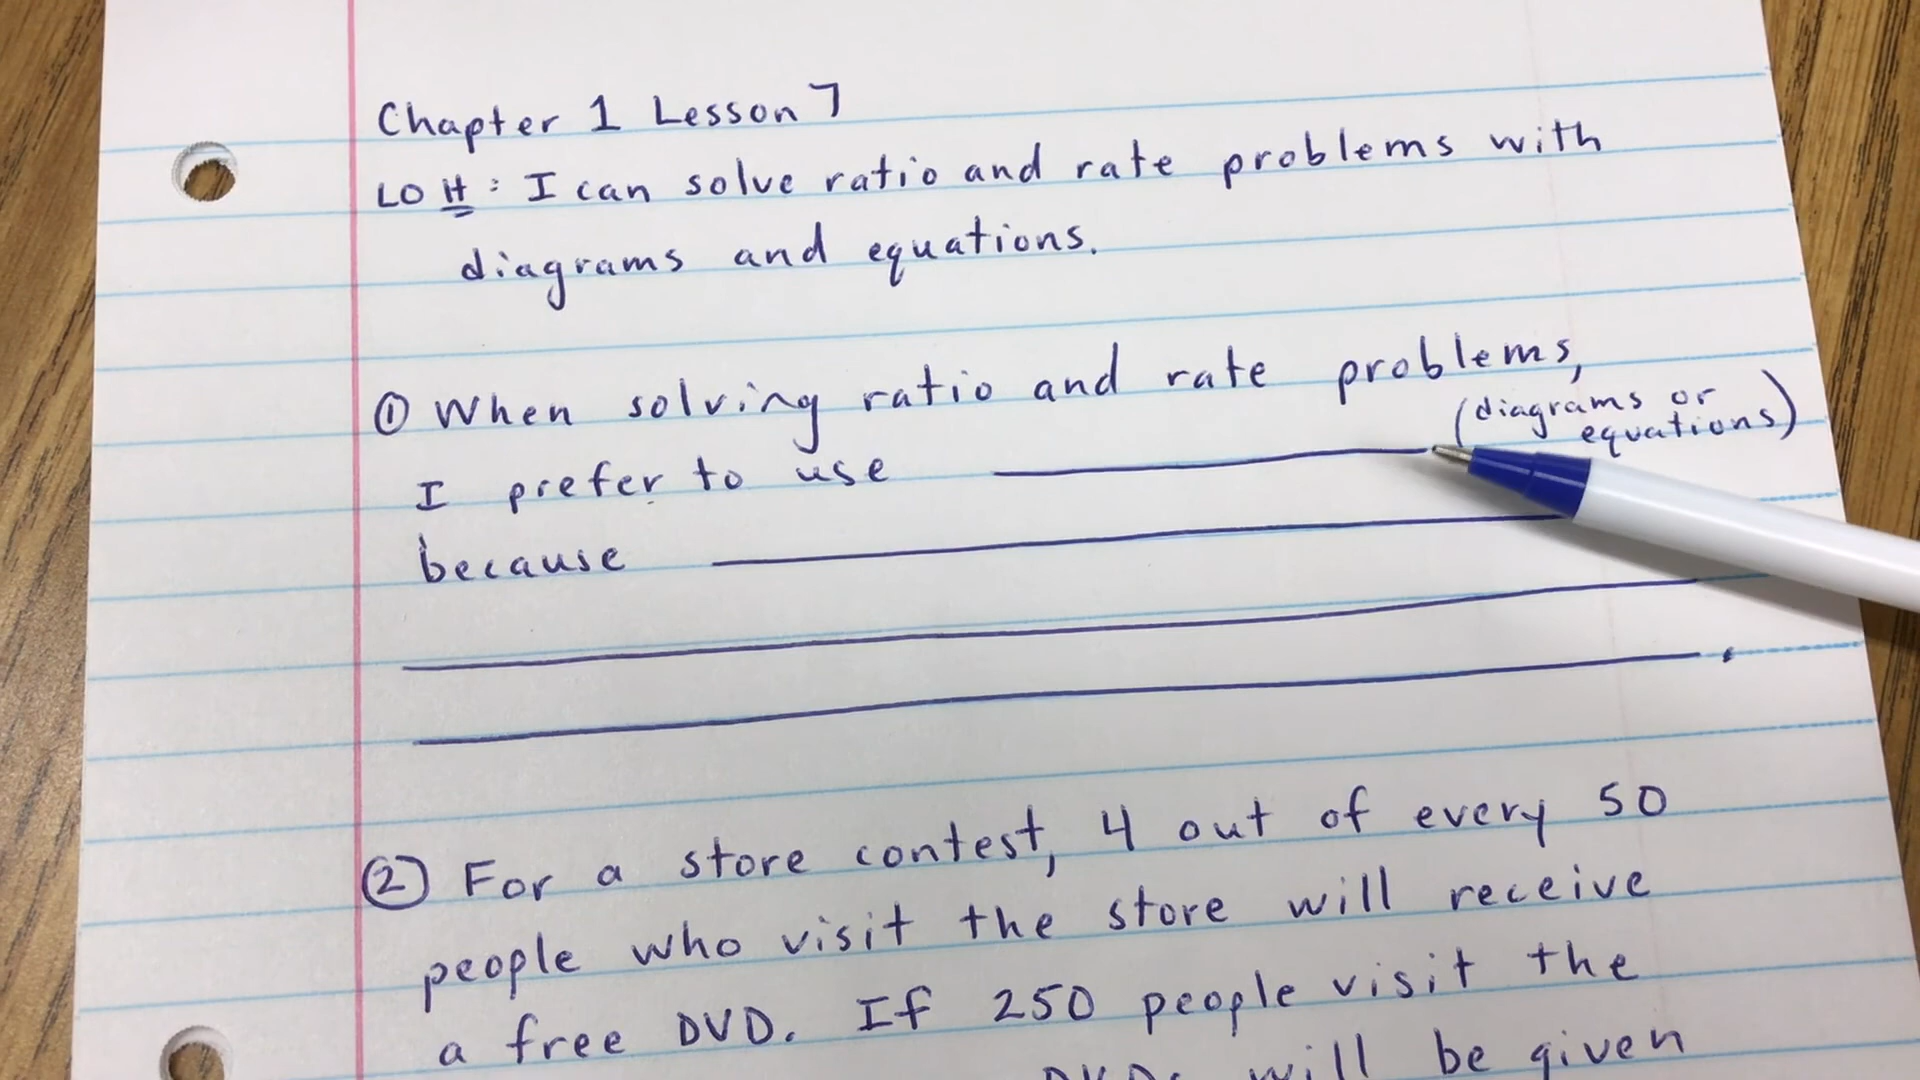 Chapter 1 Lesson 7
LO H: I can solve ratio and rate problems with
diagrams and equations.
① When solving ratio and rate problems,
(diagrams or
equations)
I prefer to use
because
.
② For a store contest, 4 out of every 50
people who visit the store will receive
a free DVD. If 250 people visit the
DVDs will be given